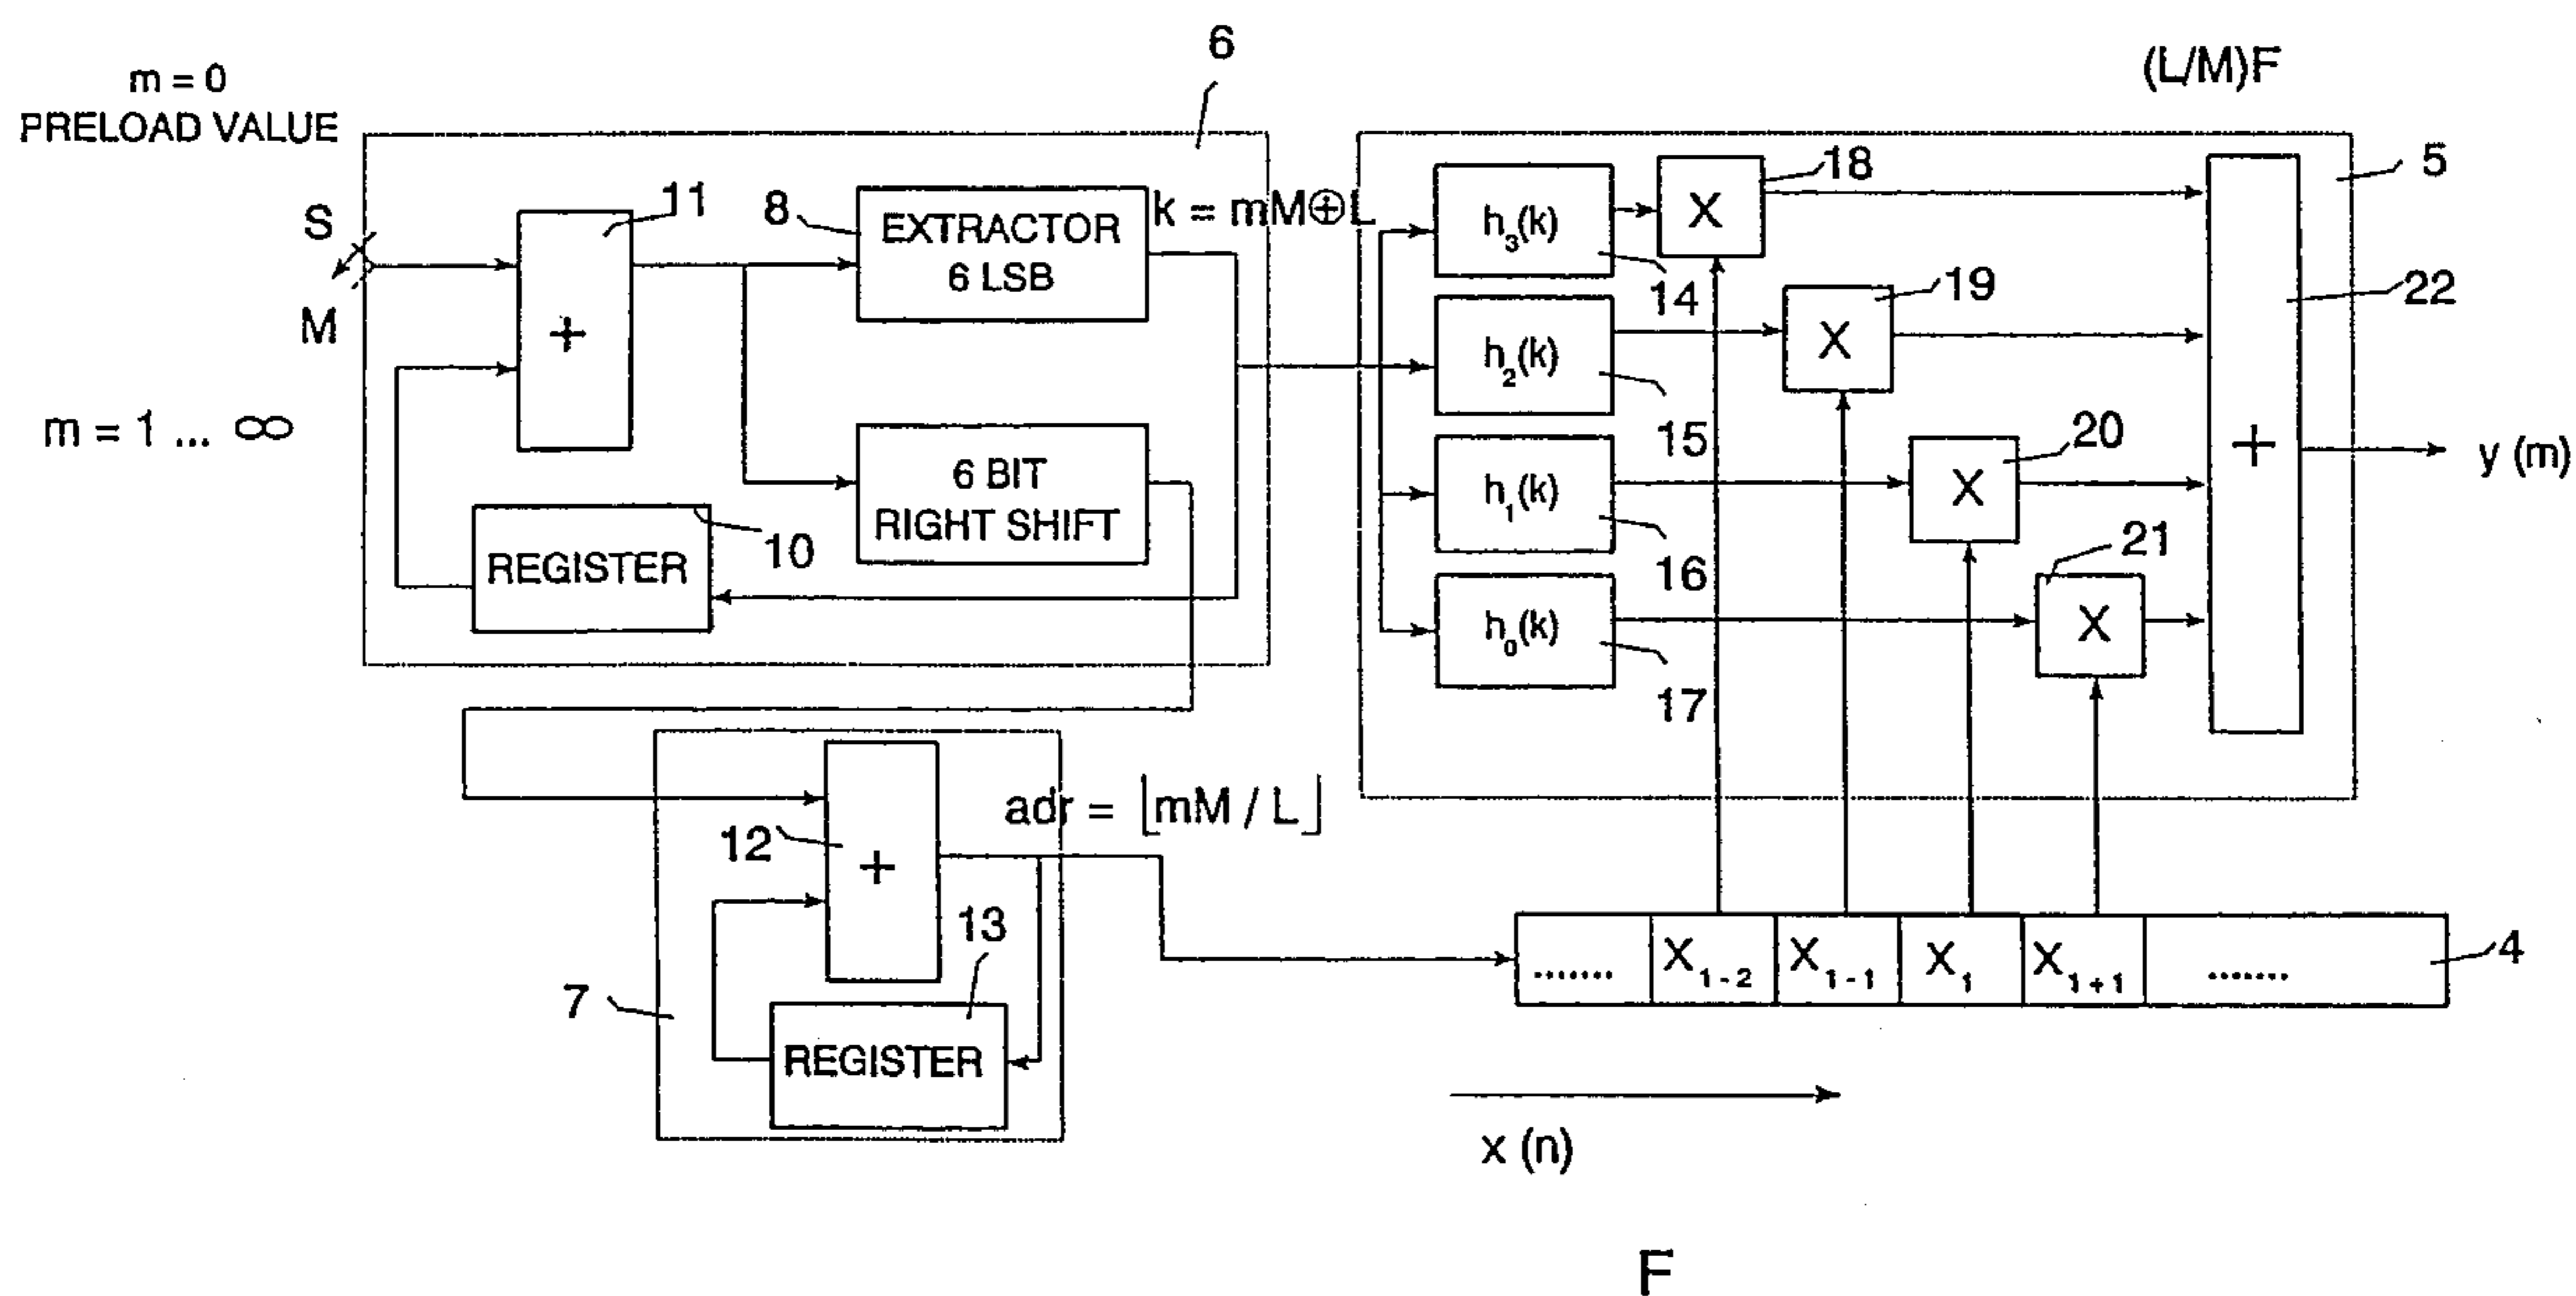 m = 0
PRELOAD VALUE
6
(L/M)F
S
M
m = 1 ... ∞
11
+
8
EXTRACTOR
6 LSB
k = mM⊕L
6 BIT
RIGHT SHIFT
REGISTER
10
h₃(k)
14
X
18
h₂(k)
15
X
19
h₁(k)
16
X
20
h₀(k)
17
X
21
+
22
5
y (m)
12
+
adr = ⌊mM / L⌋
13
REGISTER
7
.......
X₁₋₂
X₁₋₁
X₁
X₁₊₁
.......
4
x (n)
F